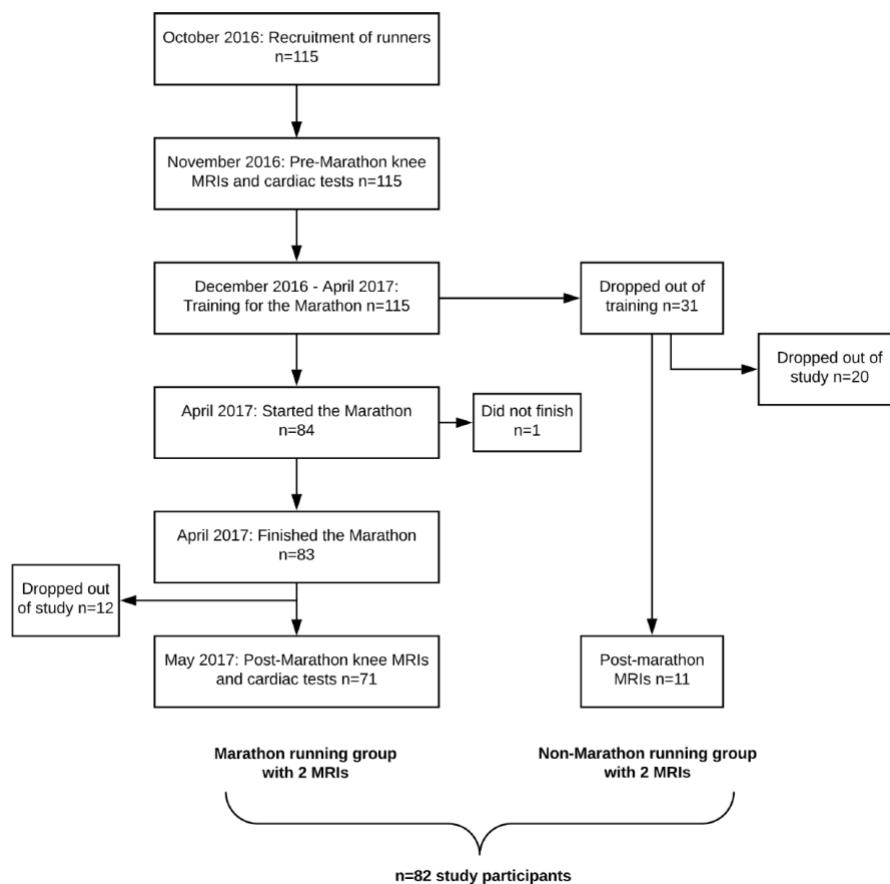 October 2016: Recruitment of runners
n=115
November 2016: Pre-Marathon knee
MRIs and cardiac tests n=115
December 2016 - April 2017:
Training for the Marathon n=115
Dropped out of
training n=31
Dropped out of
study n=20
April 2017: Started the Marathon
n=84
Did not finish
n=1
April 2017: Finished the Marathon
n=83
Dropped out
of study n=12
May 2017: Post-Marathon knee MRIs
and cardiac tests n=71
Post-marathon
MRIs n=11
Marathon running group
with 2 MRIs
Non-Marathon running group
with 2 MRIs
n=82 study participants